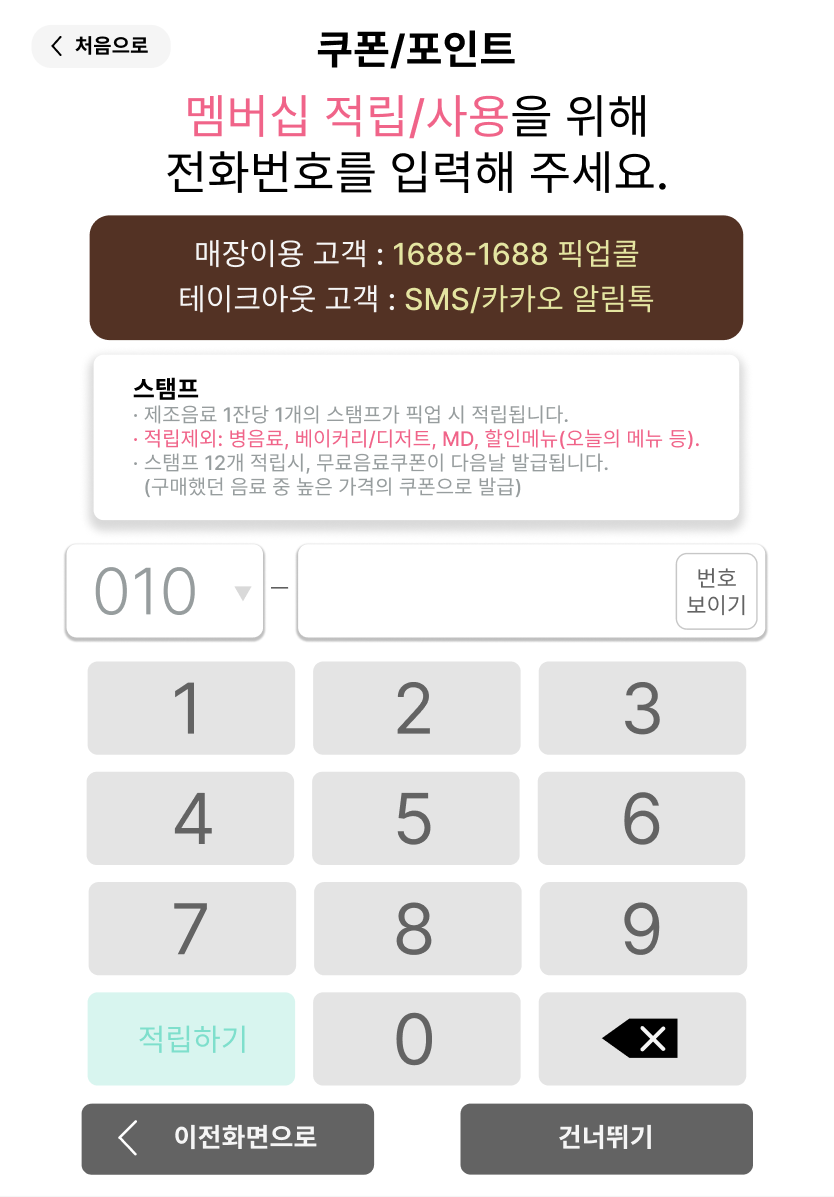 처음으로
쿠폰/포인트
멤버십 적립/사용을 위해
전화번호를 입력해 주세요.
매장이용 고객 : 1688-1688 픽업콜
테이크아웃 고객 : SMS/카카오 알림톡
스탬프
· 제조음료 1잔당 1개의 스탬프가 픽업 시 적립됩니다.
· 적립제외: 병음료, 베이커리/디저트, MD, 할인메뉴(오늘의 메뉴 등).
· 스탬프 12개 적립시, 무료음료쿠폰이 다음날 발급됩니다.
(구매했던 음료 중 높은 가격의 쿠폰으로 발급)
010 ▼ –
번호
보이기
1 2 3
4 5 6
7 8 9
적립하기 0
이전화면으로 건너뛰기